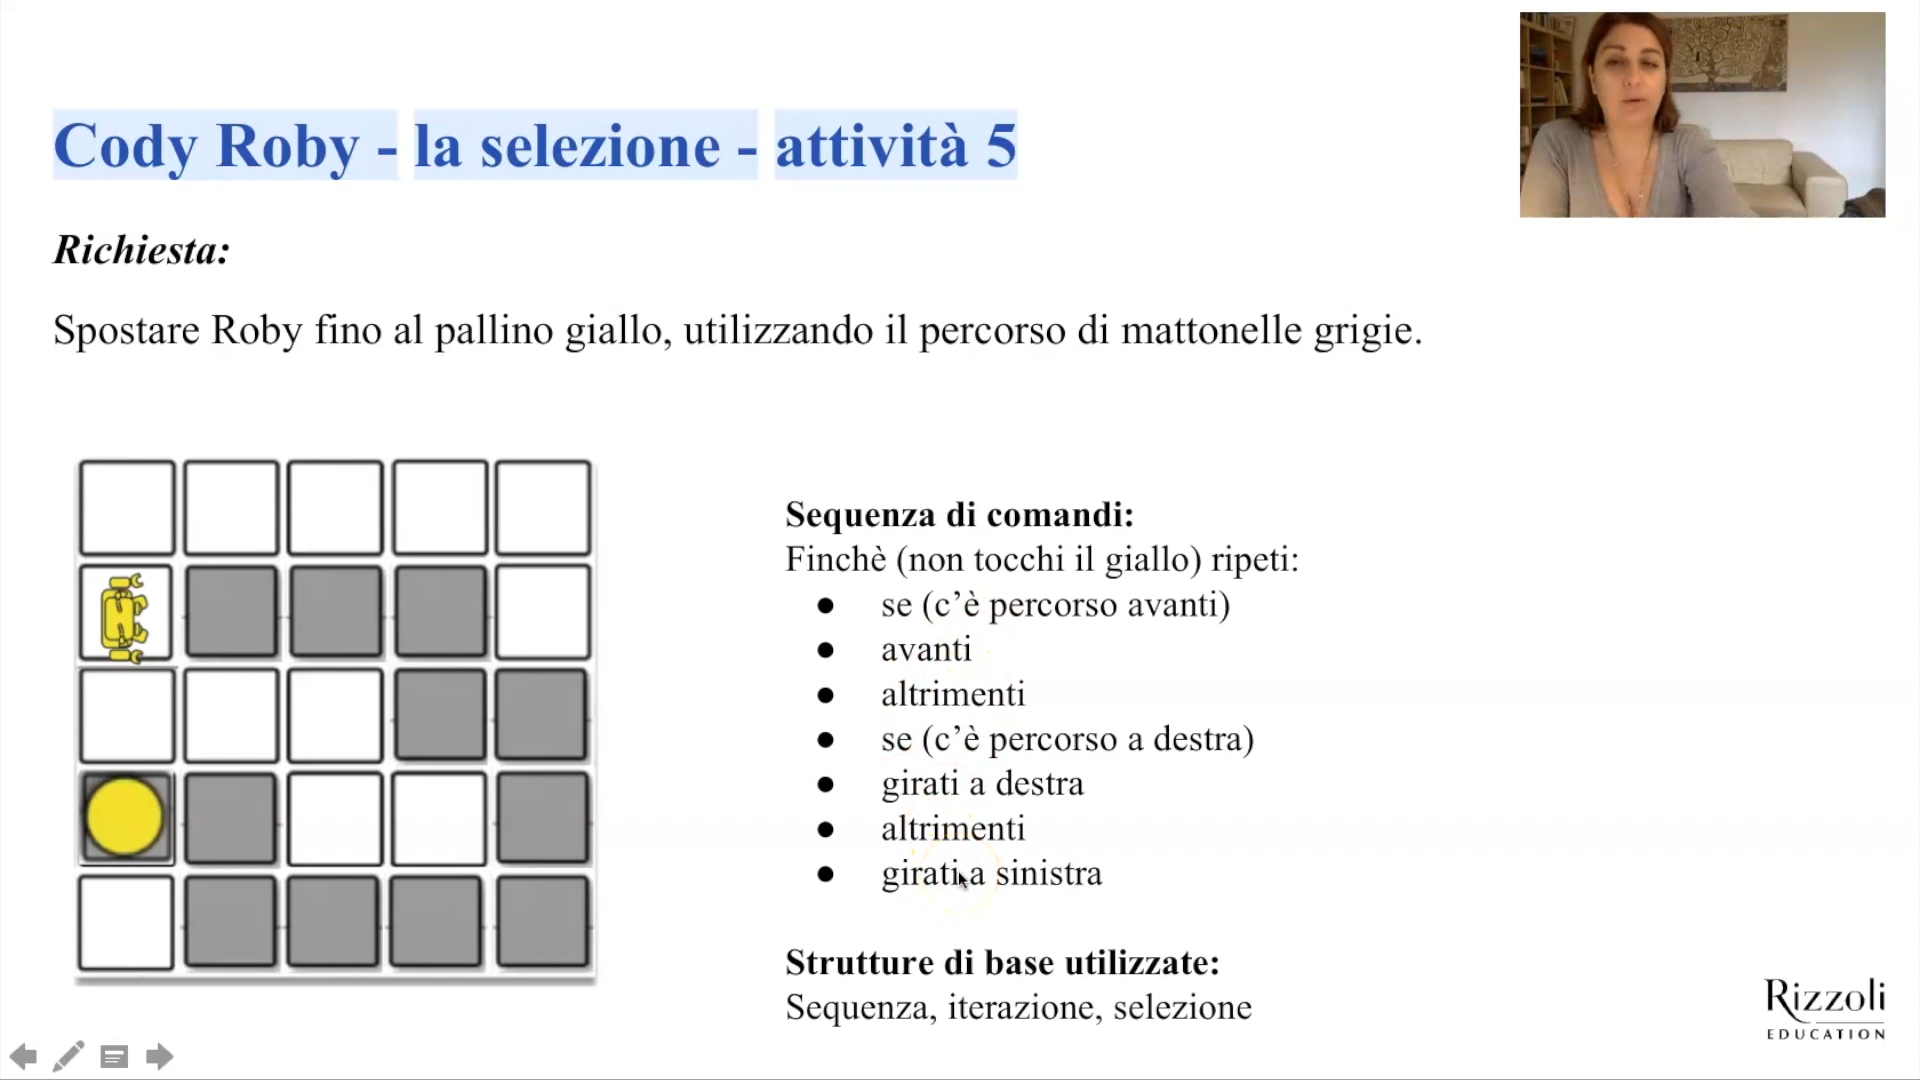 Cody Roby - la selezione - attività 5
Richiesta:
Spostare Roby fino al pallino giallo, utilizzando il percorso di mattonelle grigie.
Sequenza di comandi:
Finchè (non tocchi il giallo) ripeti:
● se (c’è percorso avanti)
● avanti
● altrimenti
● se (c’è percorso a destra)
● girati a destra
● altrimenti
● girati a sinistra
Strutture di base utilizzate:
Sequenza, iterazione, selezione
Rizzoli
EDUCATION